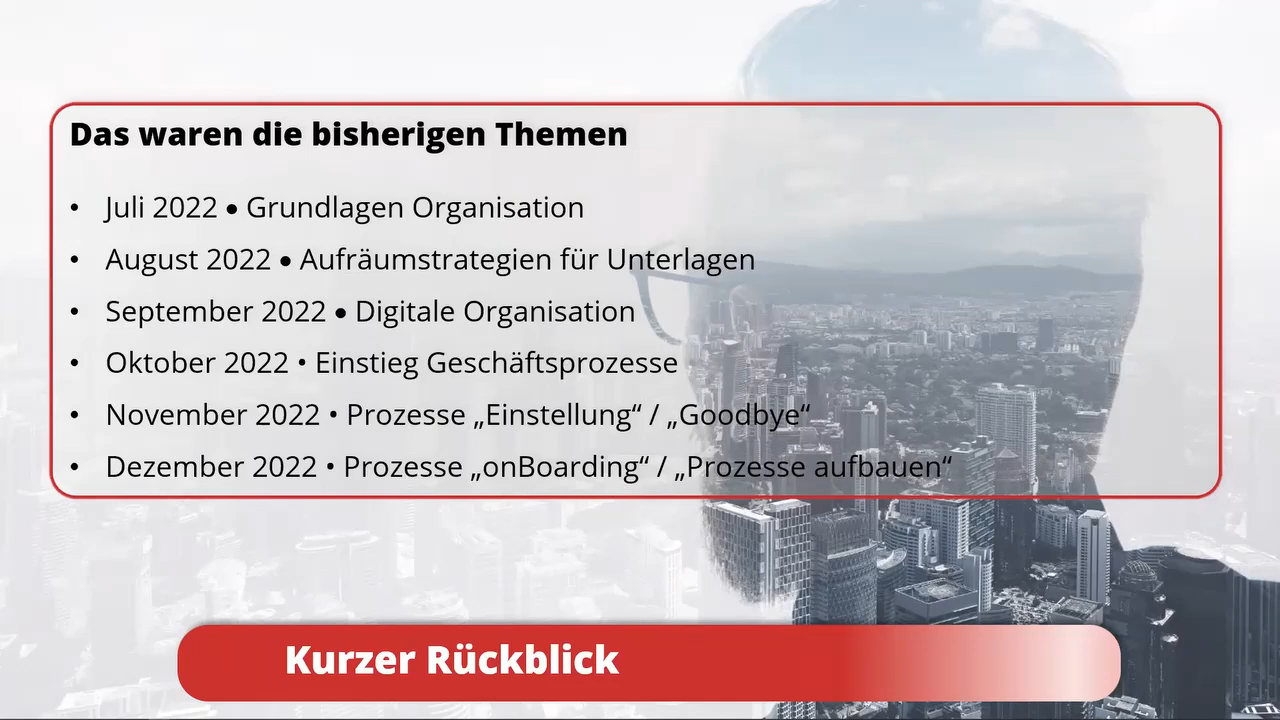 Das waren die bisherigen Themen
• Juli 2022 • Grundlagen Organisation
• August 2022 • Aufräumstrategien für Unterlagen
• September 2022 • Digitale Organisation
• Oktober 2022 • Einstieg Geschäftsprozesse
• November 2022 • Prozesse „Einstellung“ / „Goodbye“
• Dezember 2022 • Prozesse „onBoarding“ / „Prozesse aufbauen“
Kurzer Rückblick